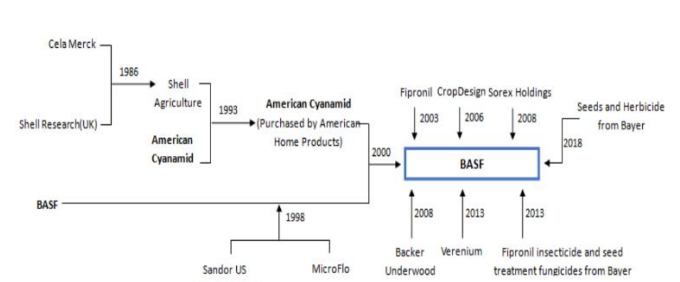 Cela Merck
1986
Shell
Agriculture
Shell Research(UK)
American
Cyanamid
1993
American Cyanamid
(Purchased by American
Home Products)
2000
BASF
1998
Sandor US
MicroFlo
Fipronil CropDesign Sorex Holdings
2003
2006
2008
Seeds and Herbicide
from Bayer
2018
BASF
2008
2013
2013
Backer
Underwood
Verenium
Fipronil insecticide and seed
treatment fungicides from Bayer